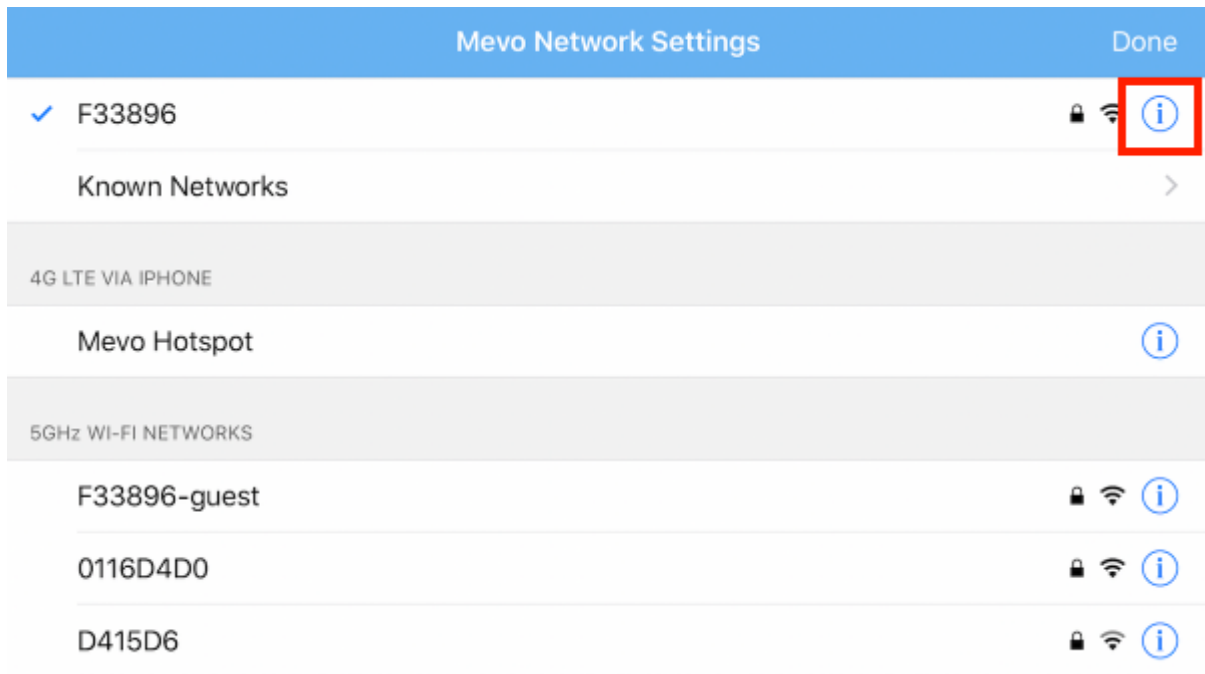 Mevo Network Settings Done
F33896
Known Networks
4G LTE VIA IPHONE
Mevo Hotspot
5GHz WI-FI NETWORKS
F33896-guest
0116D4D0
D415D6